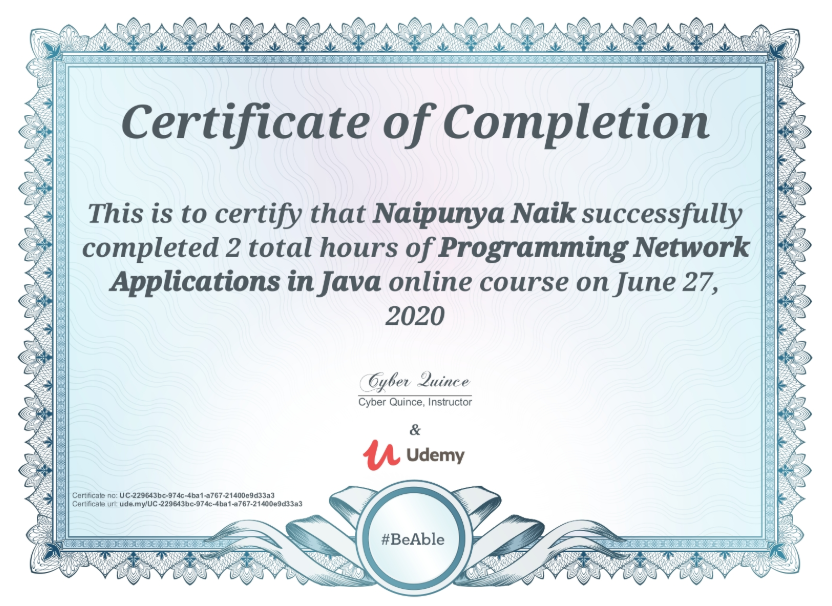 Certificate of Completion
This is to certify that Naipunya Naik successfully
completed 2 total hours of Programming Network
Applications in Java online course on June 27,
2020
Cyber Quince
Cyber Quince, Instructor
&
Udemy
Certificate no: UC-229643bc-974c-4ba1-a767-21400e9d33a3
Certificate url: ude.my/UC-229643bc-974c-4ba1-a767-21400e9d33a3
#BeAble